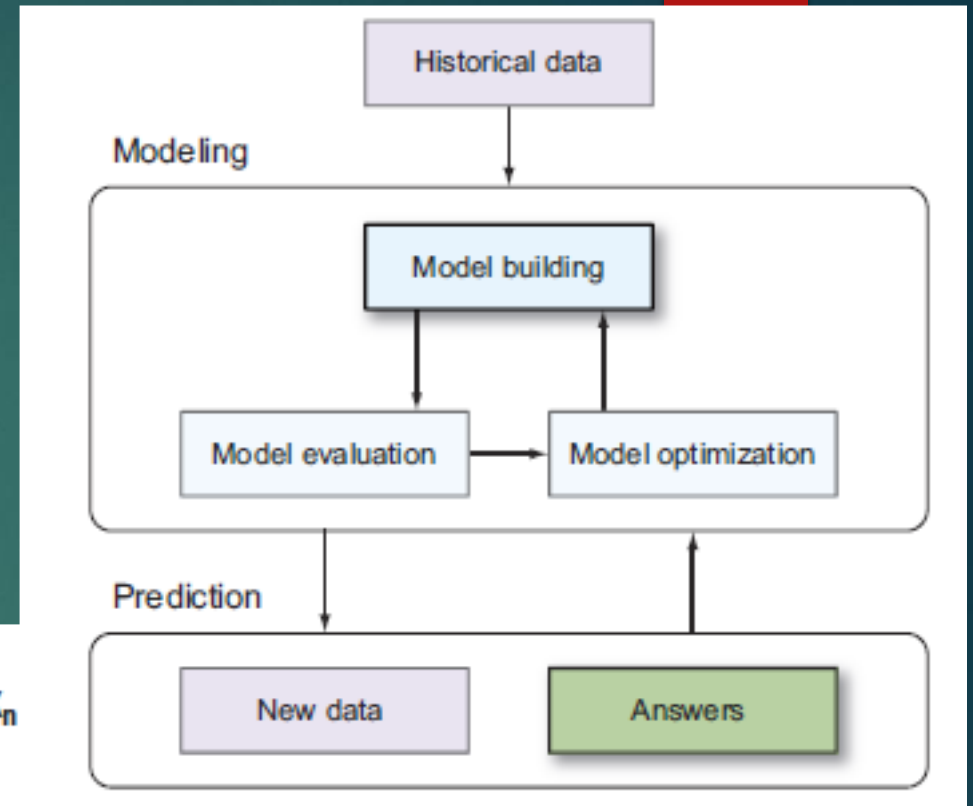 Historical data
Modeling
Model building
Model evaluation
Model optimization
Prediction
New data
Answers